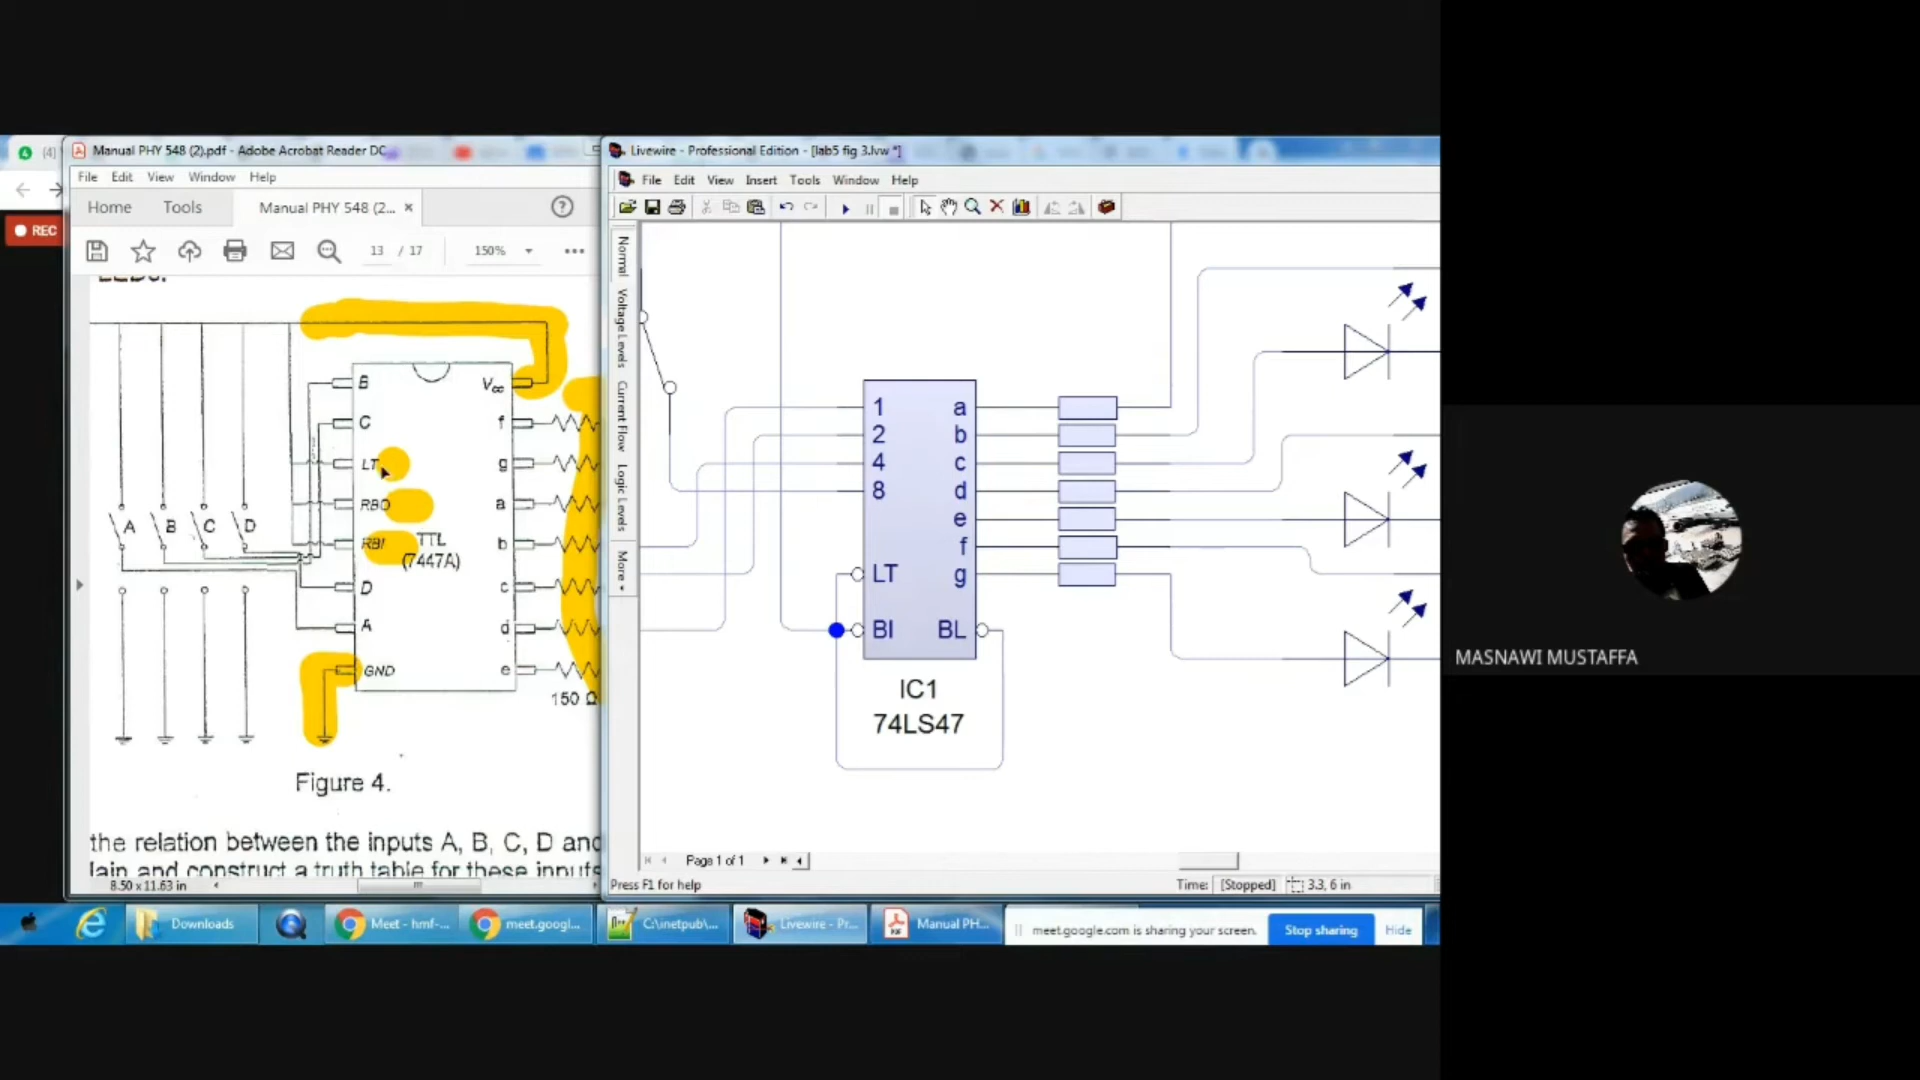 (4)
Manual PHY 548 (2).pdf - Adobe Acrobat Reader DC
File Edit View Window Help
Home Tools Manual PHY 548 (2... ×
REC
13 / 17 150%
B Vcc
C f
LT g
RBO a
RBI TTL b
(7447A)
A B C D
D c
A d
GND e
150 Ω
Figure 4.
the relation between the inputs A, B, C, D and
lain and construct a truth table for these inputs
8.50 x 11.63 in
Livewire - Professional Edition - [lab5 fig 3.lvw *]
File Edit View Insert Tools Window Help
Normal
Voltage Levels
Current Flow
Logic Levels
More
1 a
2 b
4 c
8 d
e
f
LT g
BI BL
IC1
74LS47
Page 1 of 1
Press F1 for help
Time: [Stopped] 3.3, 6 in
MASNAWI MUSTAFFA
Downloads
Meet - hmf-...
meet.googl...
C:\inetpub\...
Livewire - Pr...
Manual PH...
meet.google.com is sharing your screen.
Stop sharing
Hide